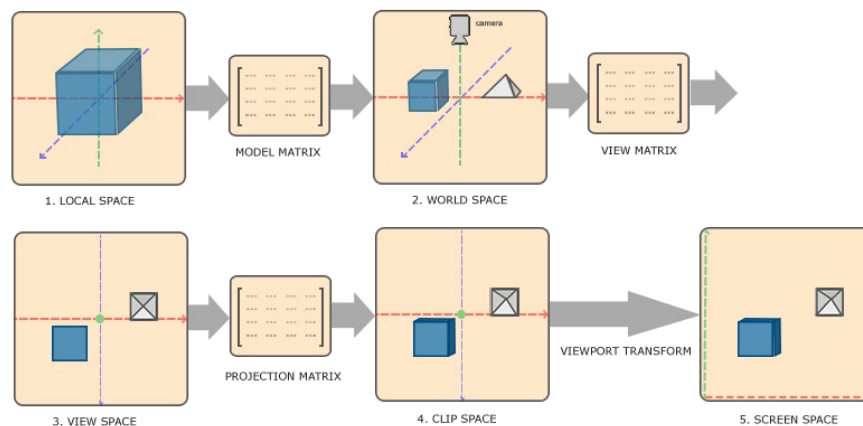 camera
MODEL MATRIX
VIEW MATRIX
1. LOCAL SPACE
2. WORLD SPACE
VIEWPORT TRANSFORM
PROJECTION MATRIX
3. VIEW SPACE
4. CLIP SPACE
5. SCREEN SPACE